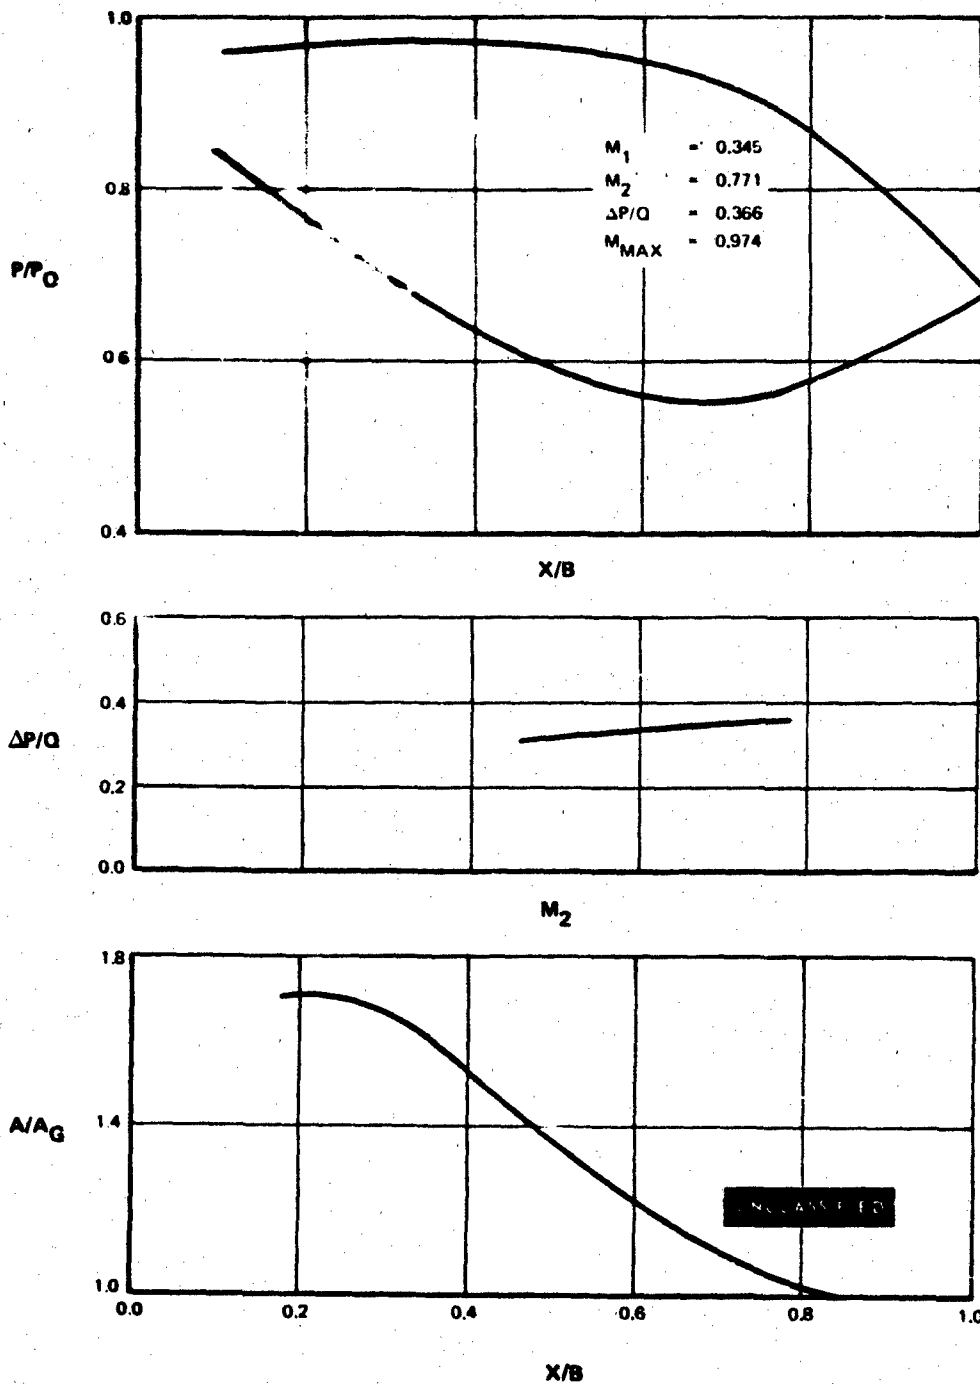 1.0
M1 = 0.345
0.8
M2 = 0.771
ΔP/Q = 0.366
MMAX = 0.974
P/PO
0.6
0.4
X/B
0.6
0.4
ΔP/Q
0.2
0.0
M2
1.8
A/AG
1.4
UNCLASSIFIED
1.0
0.0 0.2 0.4 0.6 0.8 1.0
X/B